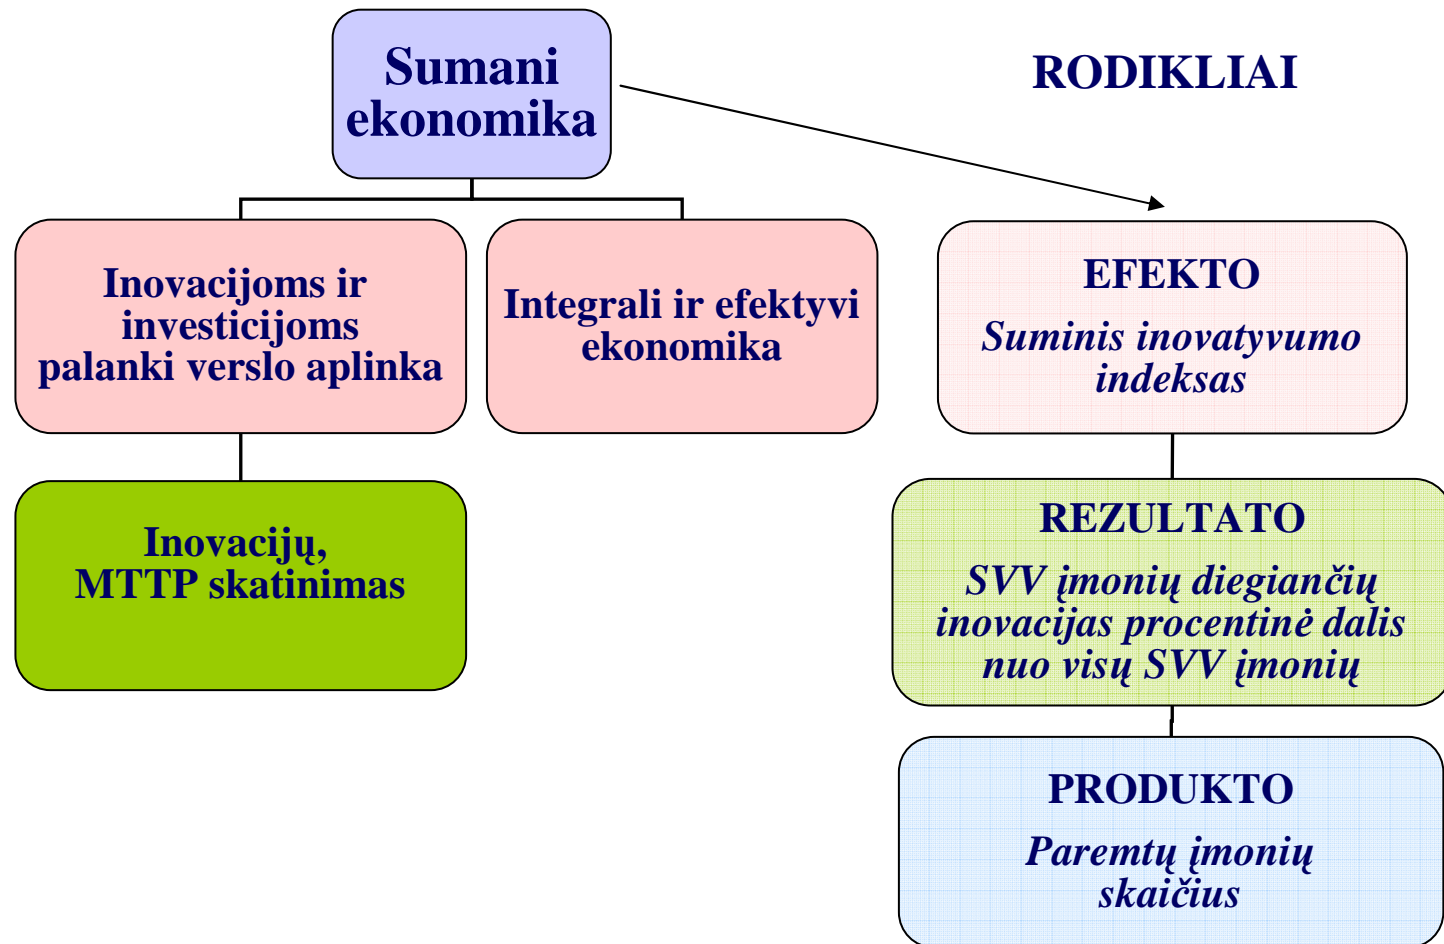 Sumani
ekonomika
RODIKLIAI
Inovacijoms ir
investicijoms
palanki verslo aplinka
Integrali ir efektyvi
ekonomika
Inovacijų,
MTTP skatinimas
EFEKTO
Suminis inovatyvumo
indeksas
REZULTATO
SVV įmonių diegiančių
inovacijas procentinė dalis
nuo visų SVV įmonių
PRODUKTO
Paremtų įmonių
skaičius